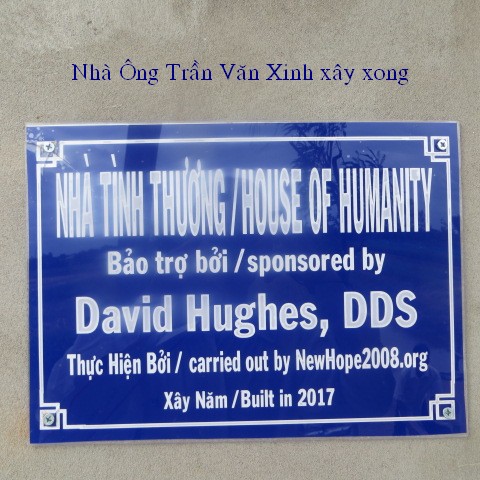 Nhà Ông Trần Văn Xinh xây xong
NHÀ TÌNH THƯƠNG / HOUSE OF HUMANITY
Bảo trợ bởi / sponsored by
David Hughes, DDS
Thực Hiện Bởi / carried out by NewHope2008.org
Xây Năm / Built in 2017